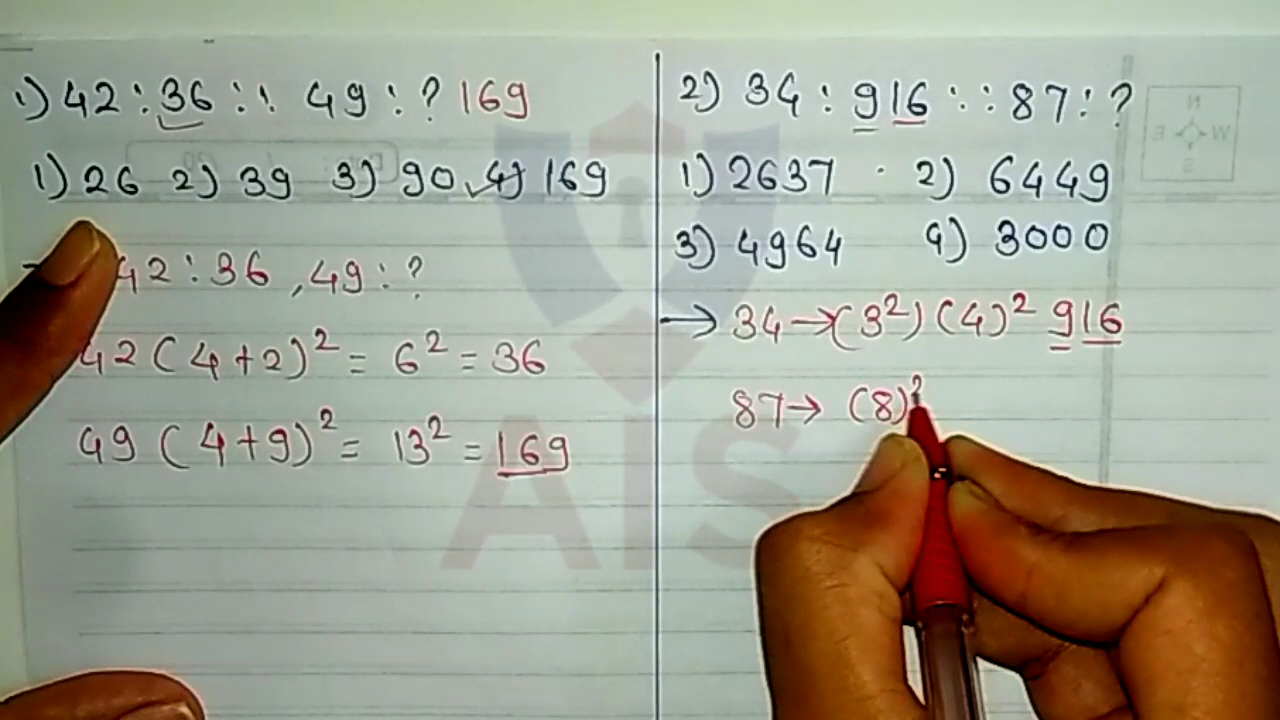 1) 42 : 36 : : 49 : ? 169
1) 26 2) 39 3) 90 4) 169
42 : 36 , 49 : ?
42 (4+2)² = 6² = 36
49 (4+9)² = 13² = 169
2) 34 : 916 : : 87 : ?
1) 2637 2) 6449
3) 4964 4) 3000
→ 34 → (3²) (4)² 916
87 → (8)²
AIS